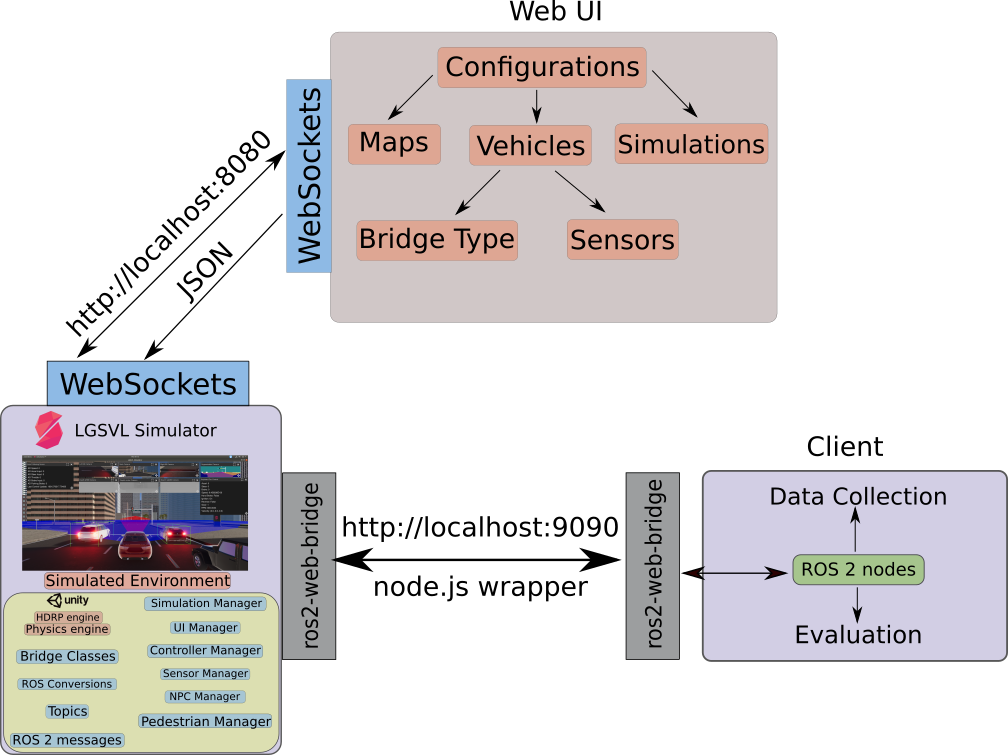 Web UI
Configurations
Maps
Vehicles
Simulations
Bridge Type
Sensors
WebSockets
http://localhost:8080
JSON
WebSockets
LGSVL Simulator
Simulated Environment
unity
HDRP engine
Physics engine
Bridge Classes
ROS Conversions
Topics
ROS 2 messages
Simulation Manager
UI Manager
Controller Manager
Sensor Manager
NPC Manager
Pedestrian Manager
ros2-web-bridge
http://localhost:9090
node.js wrapper
ros2-web-bridge
Client
Data Collection
ROS 2 nodes
Evaluation